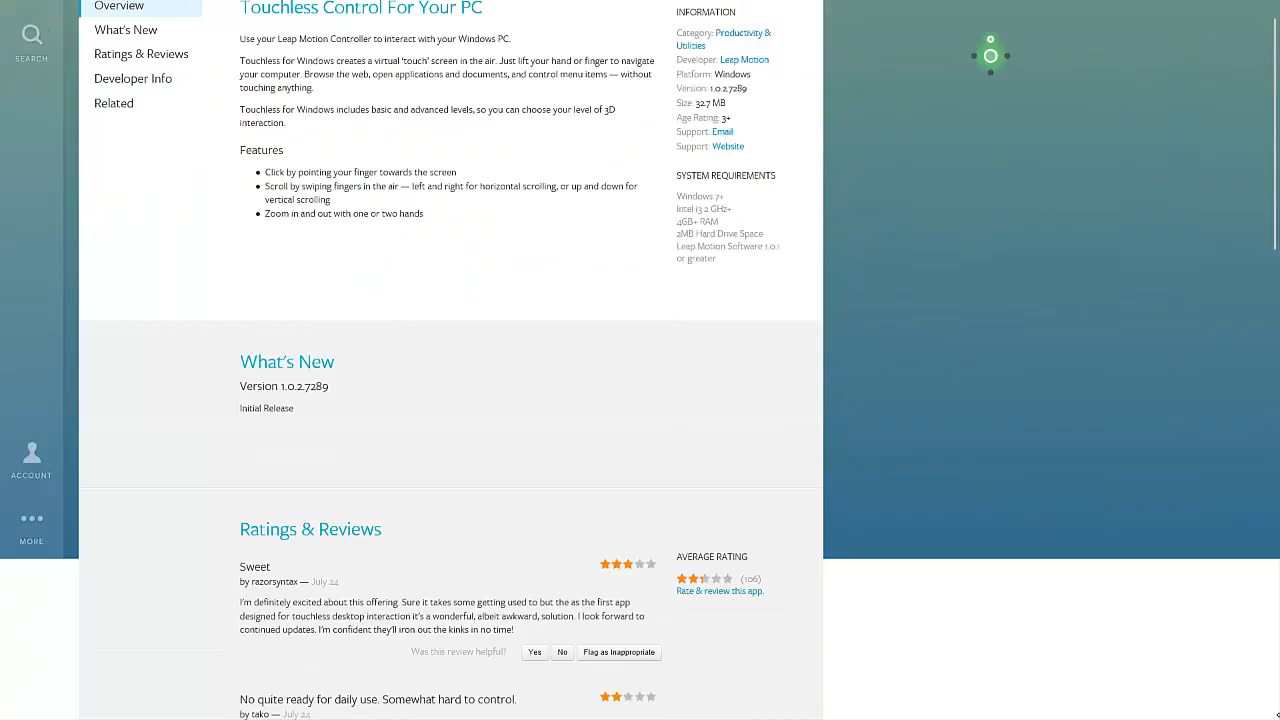 SEARCH
ACCOUNT
MORE
Overview
What's New
Ratings & Reviews
Developer Info
Related
Touchless Control For Your PC
Use your Leap Motion Controller to interact with your Windows PC.
Touchless for Windows creates a virtual ‘touch’ screen in the air. Just lift your hand or finger to navigate
your computer. Browse the web, open applications and documents, and control menu items — without
touching anything.
Touchless for Windows includes basic and advanced levels, so you can choose your level of 3D
interaction.
Features
• Click by pointing your finger towards the screen
• Scroll by swiping fingers in the air — left and right for horizontal scrolling, or up and down for
vertical scrolling
• Zoom in and out with one or two hands
INFORMATION
Category: Productivity &
Utilities
Developer: Leap Motion
Platform: Windows
Version: 1.0.2.7289
Size: 32.7 MB
Age Rating: 3+
Support: Email
Support: Website
SYSTEM REQUIREMENTS
Windows 7+
Intel i3 2 GHz+
4GB+ RAM
2MB Hard Drive Space
Leap Motion Software 1.0.1
or greater
What's New
Version 1.0.2.7289
Initial Release
Ratings & Reviews
Sweet
by razorsyntax — July 24
I'm definitely excited about this offering. Sure it takes some getting used to but the as the first app
designed for touchless desktop interaction it's a wonderful, albeit awkward, solution. I look forward to
continued updates. I'm confident they'll iron out the kinks in no time!
Was this review helpful? Yes No Flag as Inappropriate
AVERAGE RATING
(106)
Rate & review this app.
No quite ready for daily use. Somewhat hard to control.
by tako — July 24